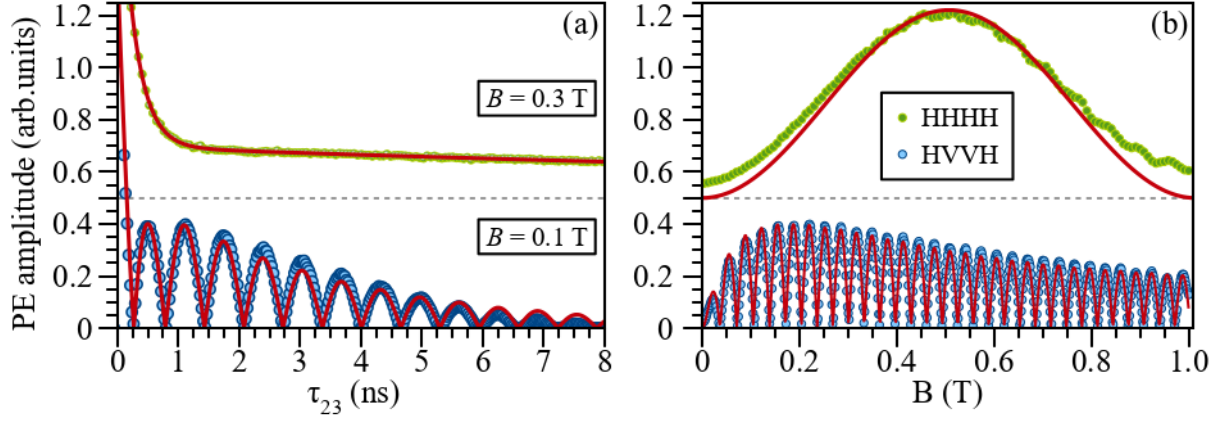 PE amplitude (arb.units)
1.2
1.0
0.8
0.6
0.4
0.2
0
(a)
B = 0.3 T
B = 0.1 T
0 1 2 3 4 5 6 7 8
τ23 (ns)
1.2
1.0
0.8
0.6
0.4
0.2
0
(b)
HHHH
HVVH
0 0.2 0.4 0.6 0.8 1.0
B (T)